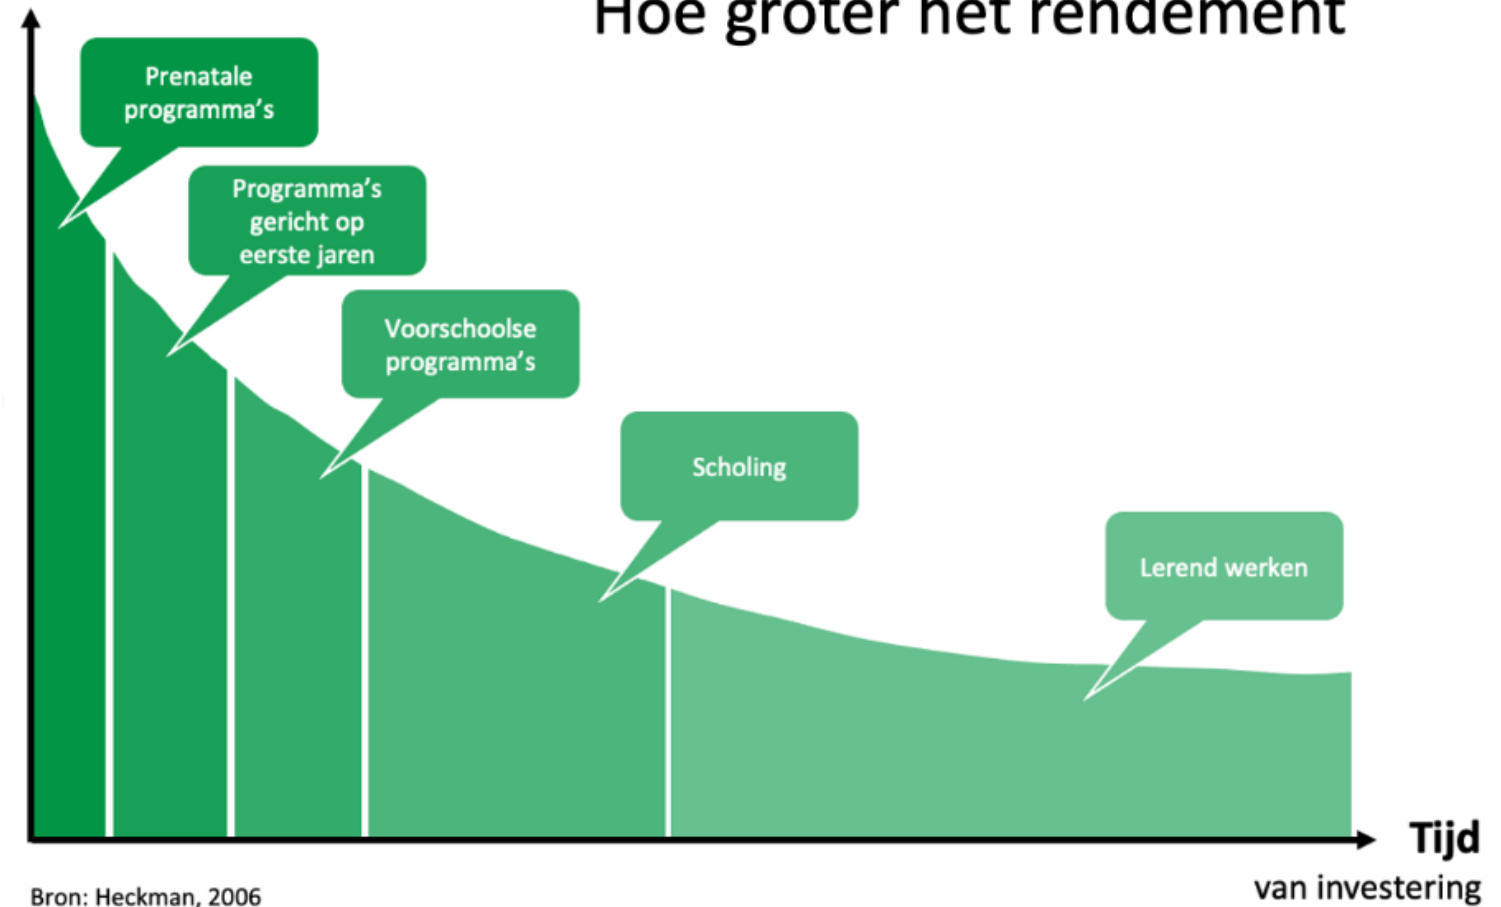 Hoe groter het rendement
Prenatale
programma's
Programma's
gericht op
eerste jaren
Voorschoolse
programma's
Scholing
Lerend werken
Tijd
van investering
Bron: Heckman, 2006